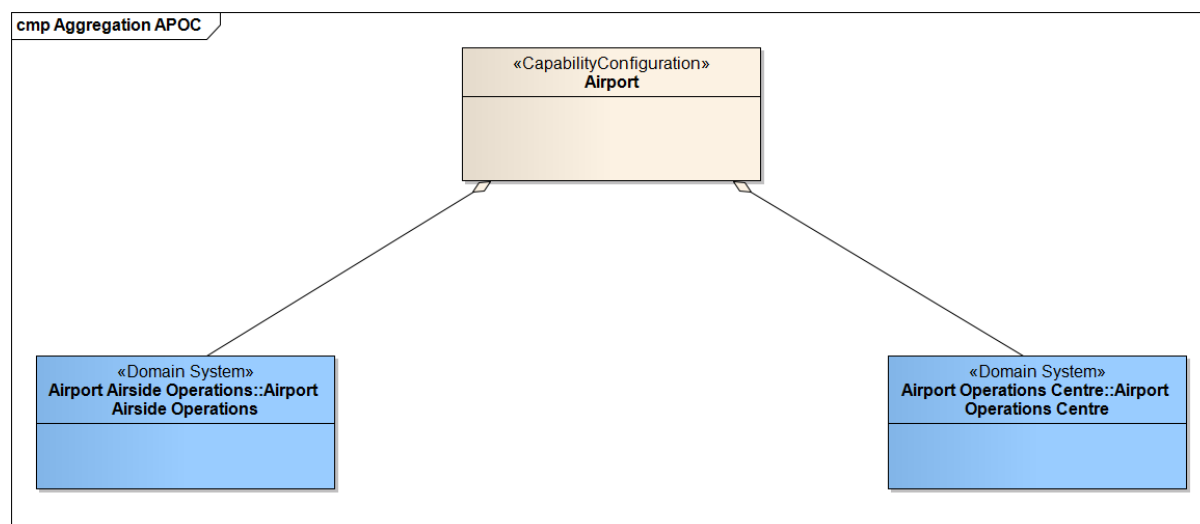 cmp Aggregation APOC
«CapabilityConfiguration»
Airport
«Domain System»
Airport Airside Operations::Airport
Airside Operations
«Domain System»
Airport Operations Centre::Airport
Operations Centre